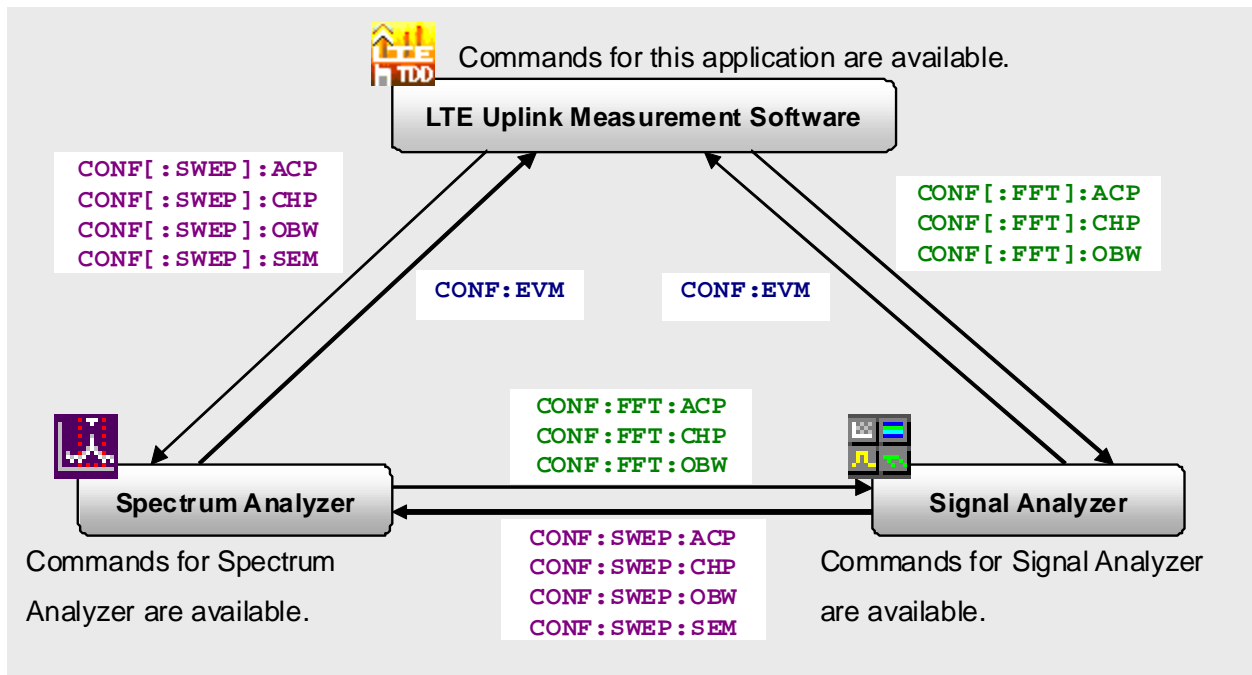 LTE
TDD
Commands for this application are available.
LTE Uplink Measurement Software
CONF[:SWEP]:ACP
CONF[:SWEP]:CHP
CONF[:SWEP]:OBW
CONF[:SWEP]:SEM
CONF[:FFT]:ACP
CONF[:FFT]:CHP
CONF[:FFT]:OBW
CONF:EVM
CONF:EVM
CONF:FFT:ACP
CONF:FFT:CHP
CONF:FFT:OBW
Spectrum Analyzer
Signal Analyzer
CONF:SWEP:ACP
CONF:SWEP:CHP
CONF:SWEP:OBW
CONF:SWEP:SEM
Commands for Spectrum
Analyzer are available.
Commands for Signal Analyzer
are available.